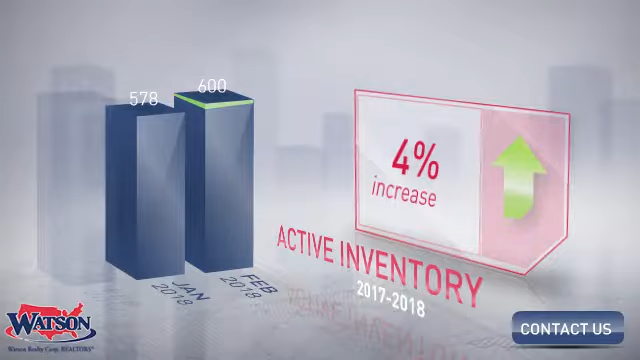 578
600
4%
increase
ACTIVE INVENTORY
2017-2018
JAN
2018
FEB
2018
WATSON
Watson Realty Corp. REALTORS®
CONTACT US